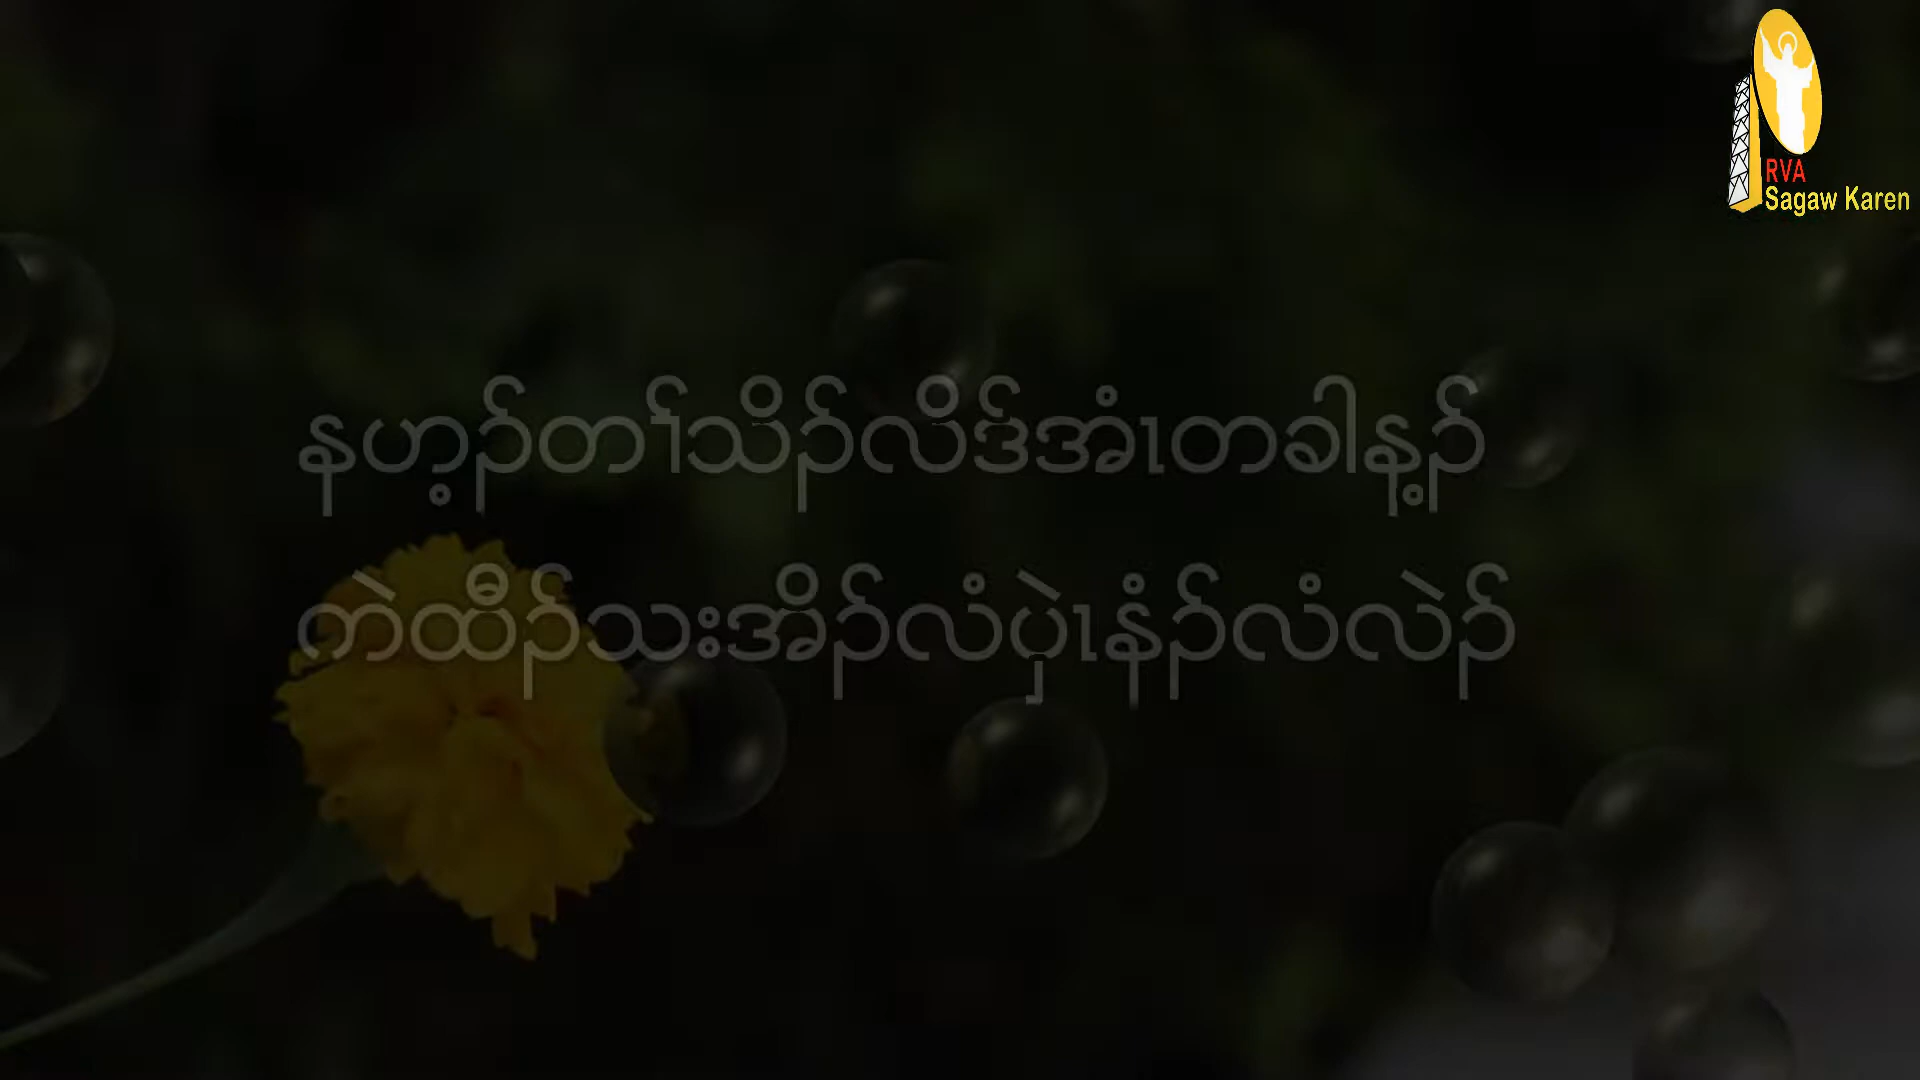 RVA
Sagaw Karen
နဟ့ၣ်တၢ်သိၣ်လိဒ်အံၤတခါန့ၣ်
ကဲထီၣ်သးအိၣ်လံပှဲၤနံၣ်လံလဲၣ်